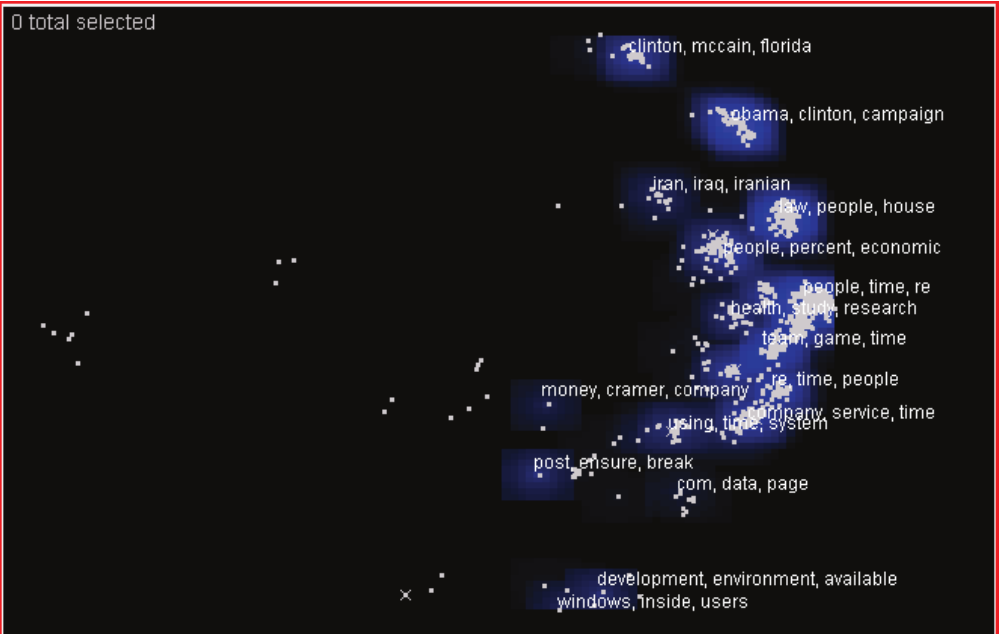 0 total selected
clinton, mccain, florida
obama, clinton, campaign
iran, iraq, iranian
law, people, house
people, percent, economic
people, time, re
health, study, research
team, game, time
re, time, people
money, cramer, company
company, service, time
using, time, system
post, ensure, break
com, data, page
development, environment, available
windows, inside, users